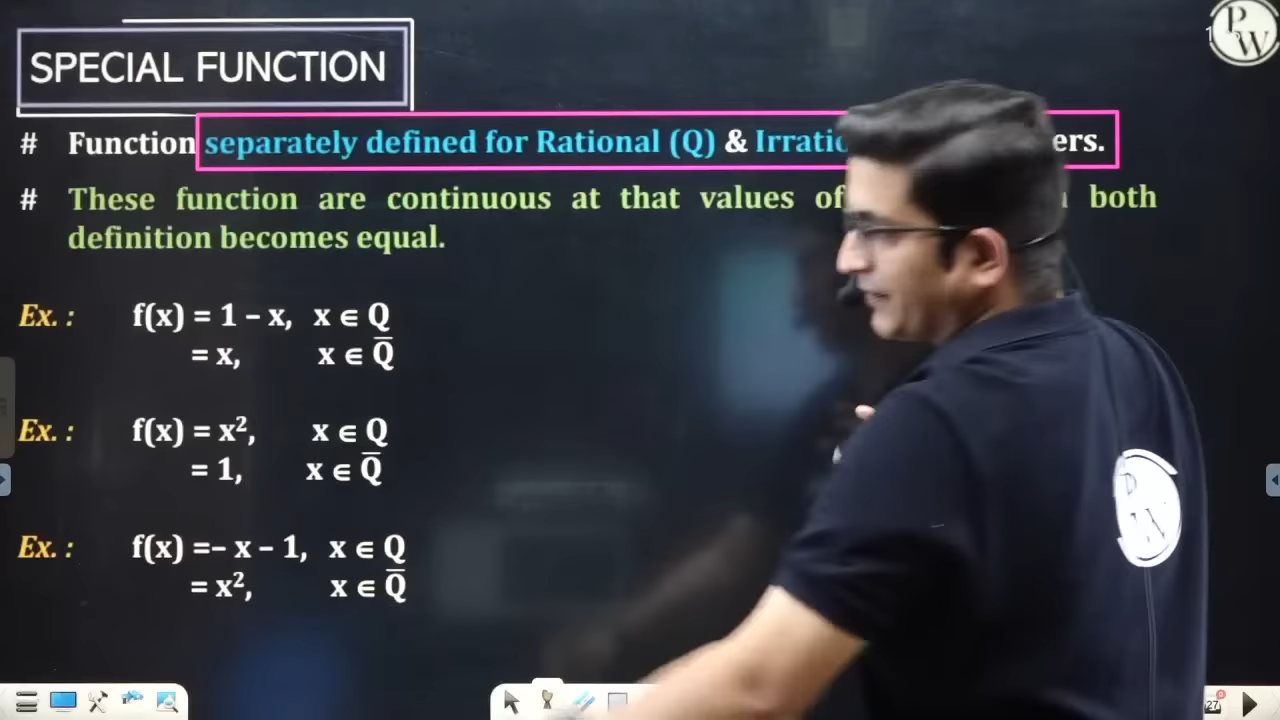 P
W
SPECIAL FUNCTION
# Function separately defined for Rational (Q) & Irratio ers.
# These function are continuous at that values of both
definition becomes equal.
Ex. : f(x) = 1 – x, x ∈ Q
= x, x ∈ Q̅
Ex. : f(x) = x², x ∈ Q
= 1, x ∈ Q̅
Ex. : f(x) =– x – 1, x ∈ Q
= x², x ∈ Q̅
27